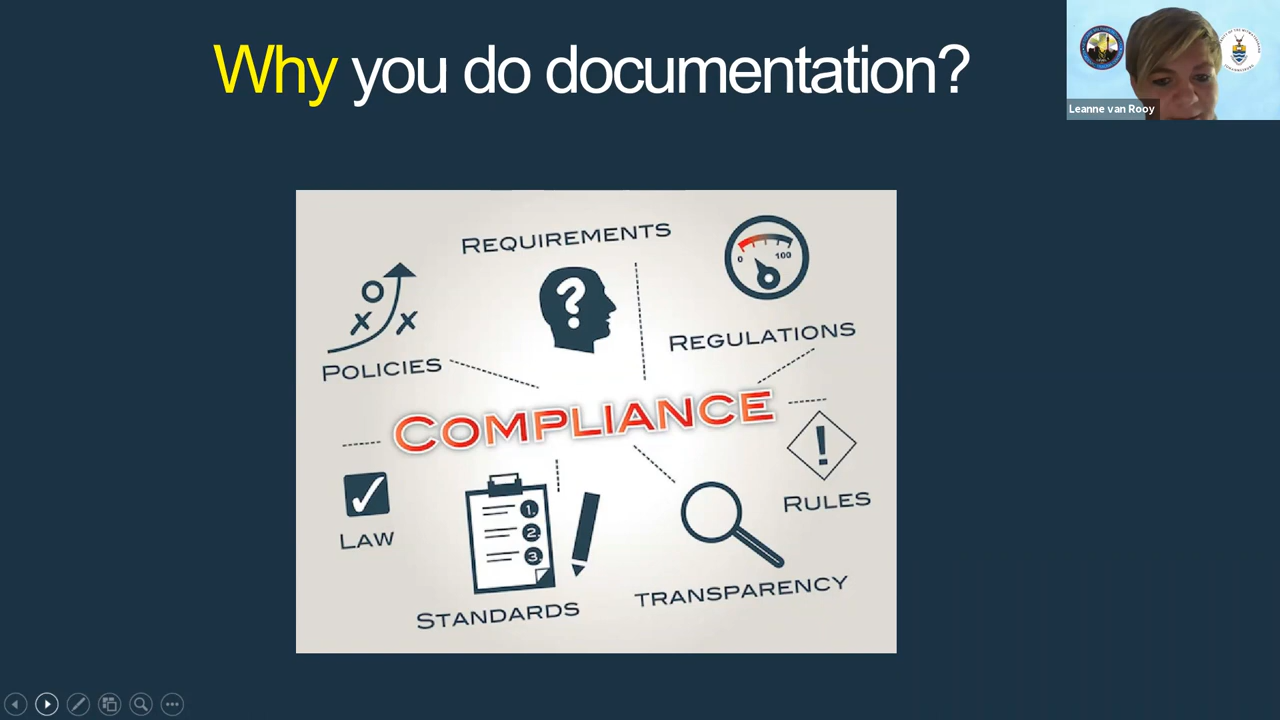 Why you do documentation?
Leanne van Rooy
REQUIREMENTS
0 100
POLICIES
REGULATIONS
COMPLIANCE
LAW
1.
2.
3.
RULES
STANDARDS
TRANSPARENCY